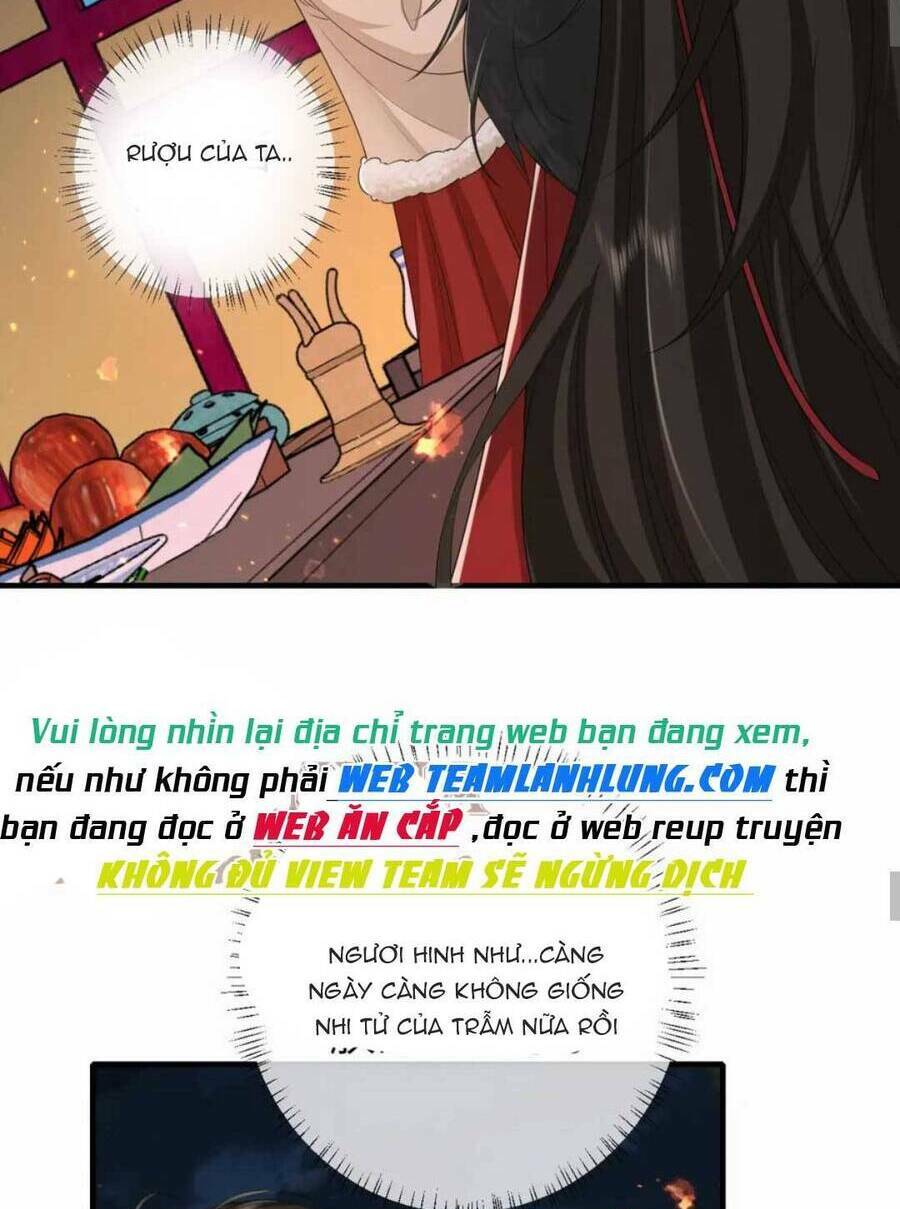 RƯỢU CỦA TA..
Vui lòng nhìn lại địa chỉ trang web bạn đang xem,
nếu như không phải WEB TEAMLANHLUNG.COM thì
bạn đang đọc ở WEB ĂN CẮP ,đọc ở web reup truyện
KHÔNG ĐỦ VIEW TEAM SẼ NGỪNG DỊCH
NGƯƠI HINH NHƯ...CÀNG
NGÀY CÀNG KHÔNG GIỐNG
NHI TỬ CỦA TRẪM NỮA RỒI